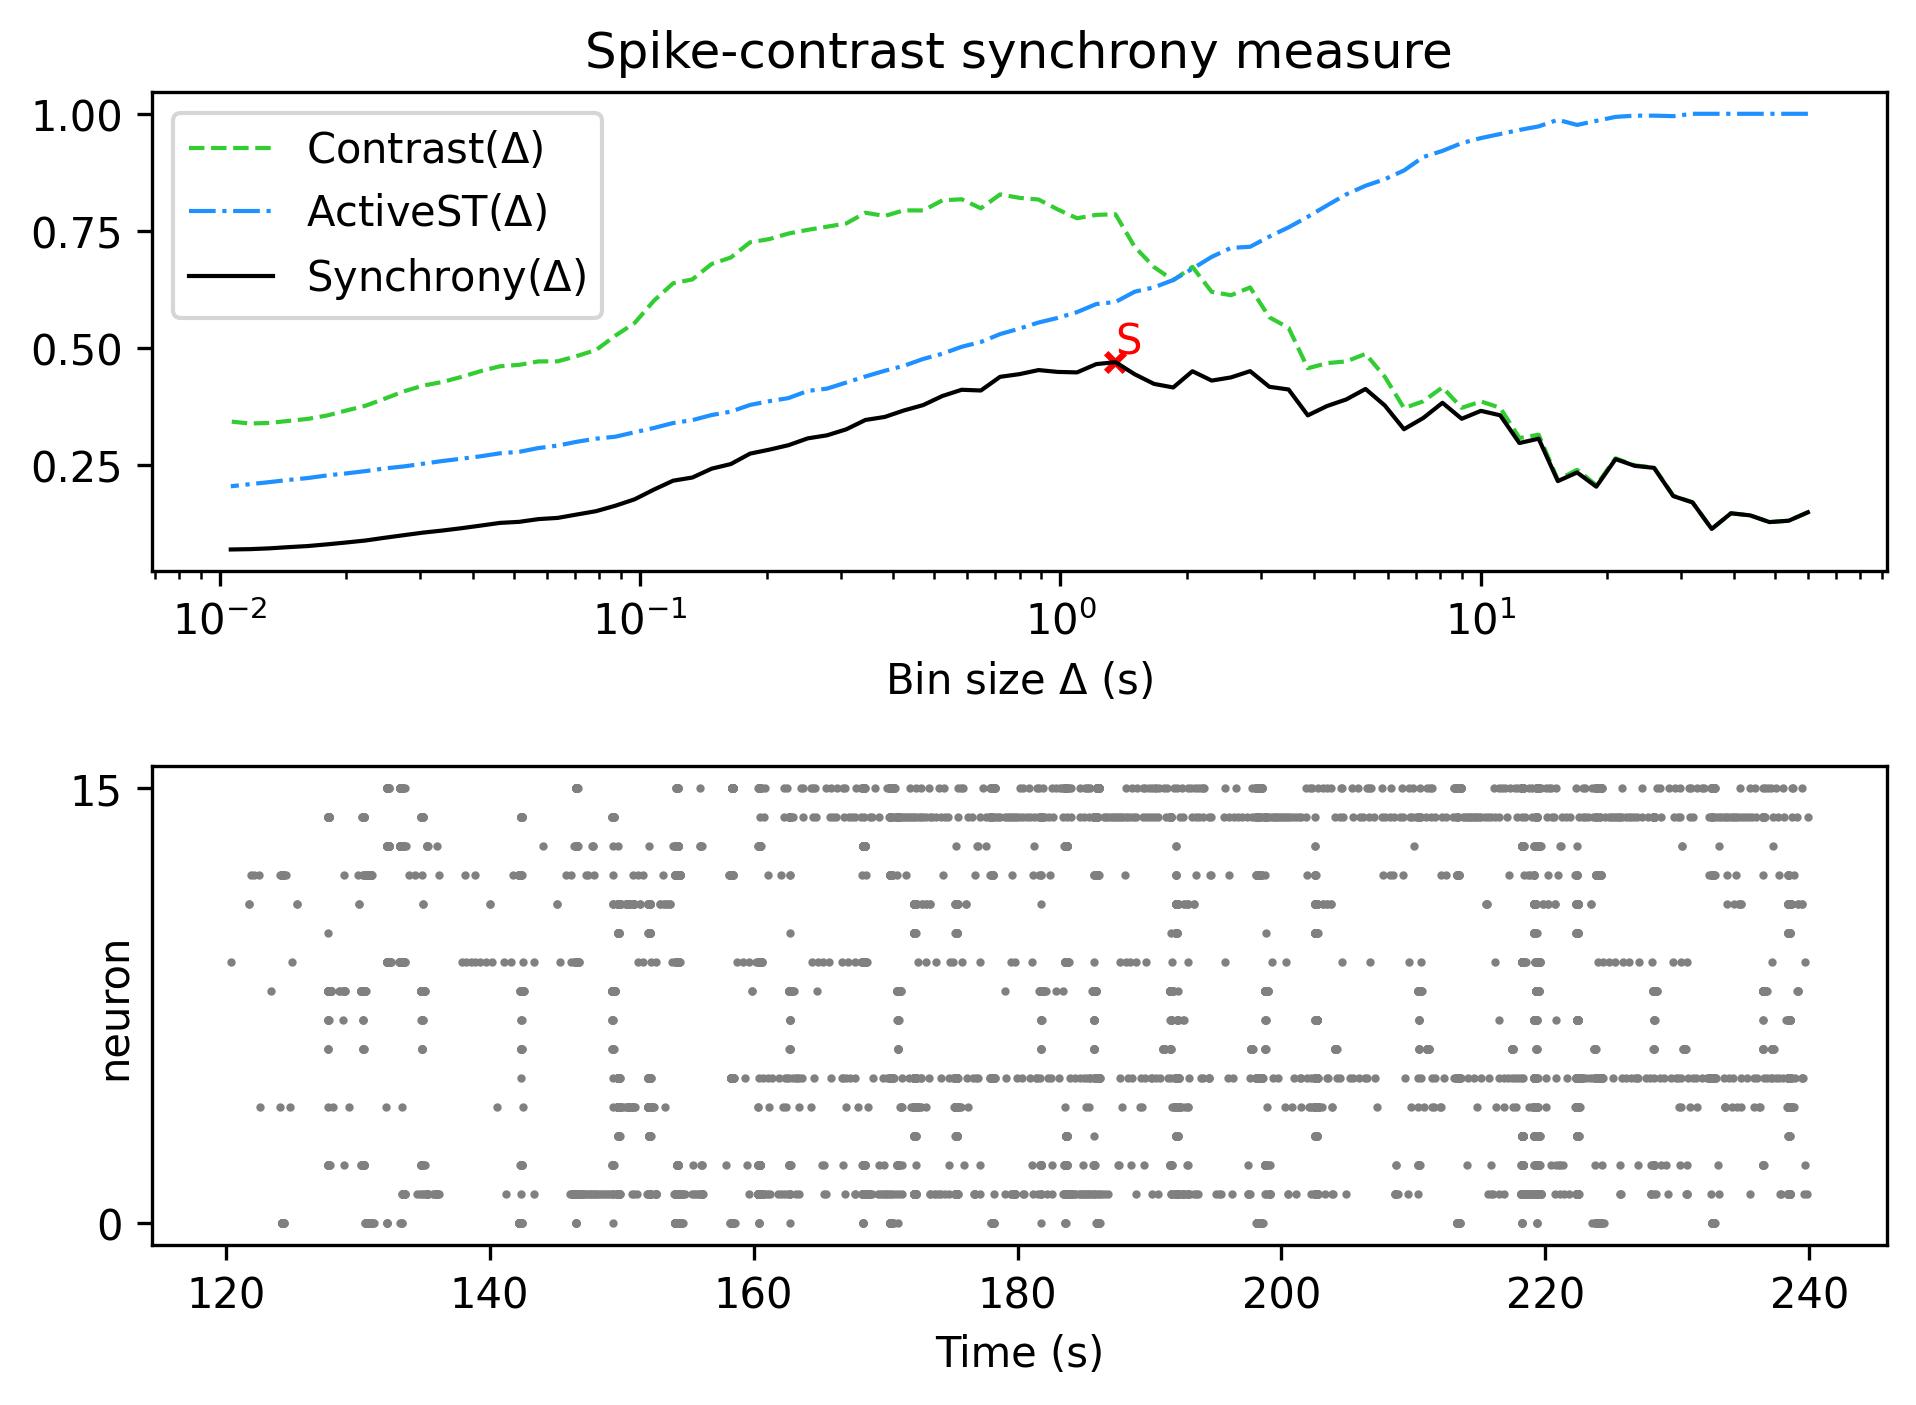 Spike-contrast synchrony measure
1.00
0.75
0.50
0.25
Contrast(Δ)
ActiveST(Δ)
Synchrony(Δ)
S
10⁻² 10⁻¹ 10⁰ 10¹
Bin size Δ (s)
15
0
neuron
120 140 160 180 200 220 240
Time (s)